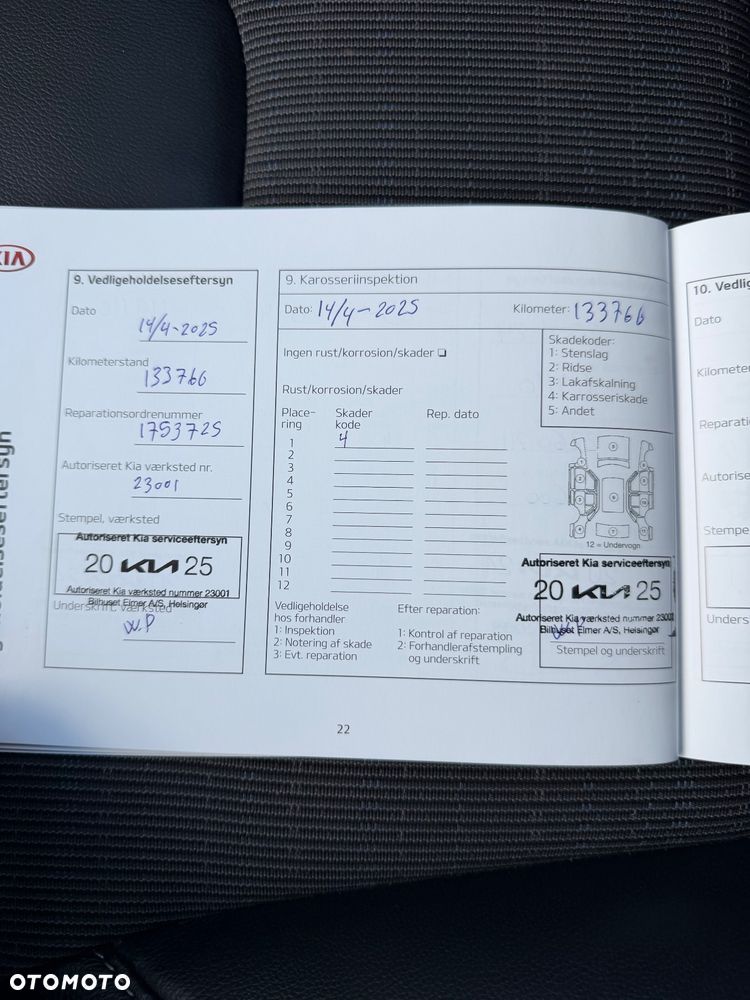 KIA
9. Vedligeholdelseseftersyn
Dato
14/4-2025
Kilometerstand
133766
Reparationsordrenummer
1753725
Autoriseret Kia værksted nr.
23001
Stempel, værksted
Autoriseret Kia serviceeftersyn
20 KIA 25
Autoriseret Kia værksted nummer 23001
Bilhuset Elmer A/S, Helsingør
Underskrift, værksted
W.P
9. Karosseriinspektion
Dato: 14/4-2025 Kilometer: 133766
Ingen rust/korrosion/skader ❏
Rust/korrosion/skader
Skadekoder:
1: Stenslag
2: Ridse
3: Lakafskalning
4: Karrosseriskade
5: Andet
Place-
ring
Skader
kode
Rep. dato
1 4
2
3
4
5
6
7
8
9
10
11
12
12 = Undervogn
Vedligeholdelse
hos forhandler
1: Inspektion
2: Notering af skade
3: Evt. reparation
Efter reparation:
1: Kontrol af reparation
2: Forhandlerafstempling
og underskrift
Autoriseret Kia serviceeftersyn
20 KIA 25
Autoriseret Kia værksted nummer 23001
Bilhuset Elmer A/S, Helsingør
Stempel og underskrift
22
10. Vedlig
Dato
Kilometer
Reparati
Autorise
Stempe
Unders
OTOMOTO